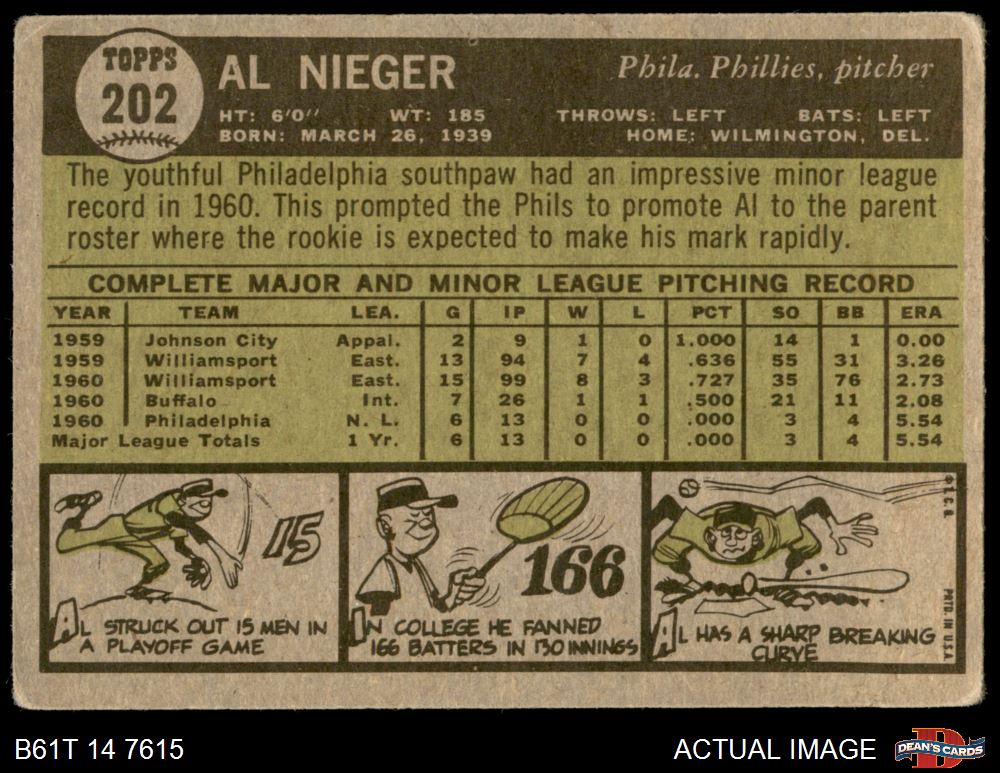 TOPPS
202
AL NIEGER
Phila. Phillies, pitcher
HT: 6'0" WT: 185 THROWS: LEFT BATS: LEFT
BORN: MARCH 26, 1939 HOME: WILMINGTON, DEL.
The youthful Philadelphia southpaw had an impressive minor league
record in 1960. This prompted the Phils to promote Al to the parent
roster where the rookie is expected to make his mark rapidly.
COMPLETE MAJOR AND MINOR LEAGUE PITCHING RECORD
YEAR TEAM LEA. G IP W L PCT SO BB ERA
1959 Johnson City Appal. 2 9 1 0 1.000 14 1 0.00
1959 Williamsport East. 13 94 7 4 .636 55 31 3.26
1960 Williamsport East. 15 99 8 3 .727 35 76 2.73
1960 Buffalo Int. 7 26 1 1 .500 21 11 2.08
1960 Philadelphia N. L. 6 13 0 0 .000 3 4 5.54
Major League Totals 1 Yr. 6 13 0 0 .000 3 4 5.54
15
AL STRUCK OUT 15 MEN IN
A PLAYOFF GAME
166
IN COLLEGE HE FANNED
166 BATTERS IN 130 INNINGS
AL HAS A SHARP BREAKING
CURVE
© T. C. G.
PRTD. IN U.S.A.
B61T 14 7615
ACTUAL IMAGE
D
DEAN'S CARDS